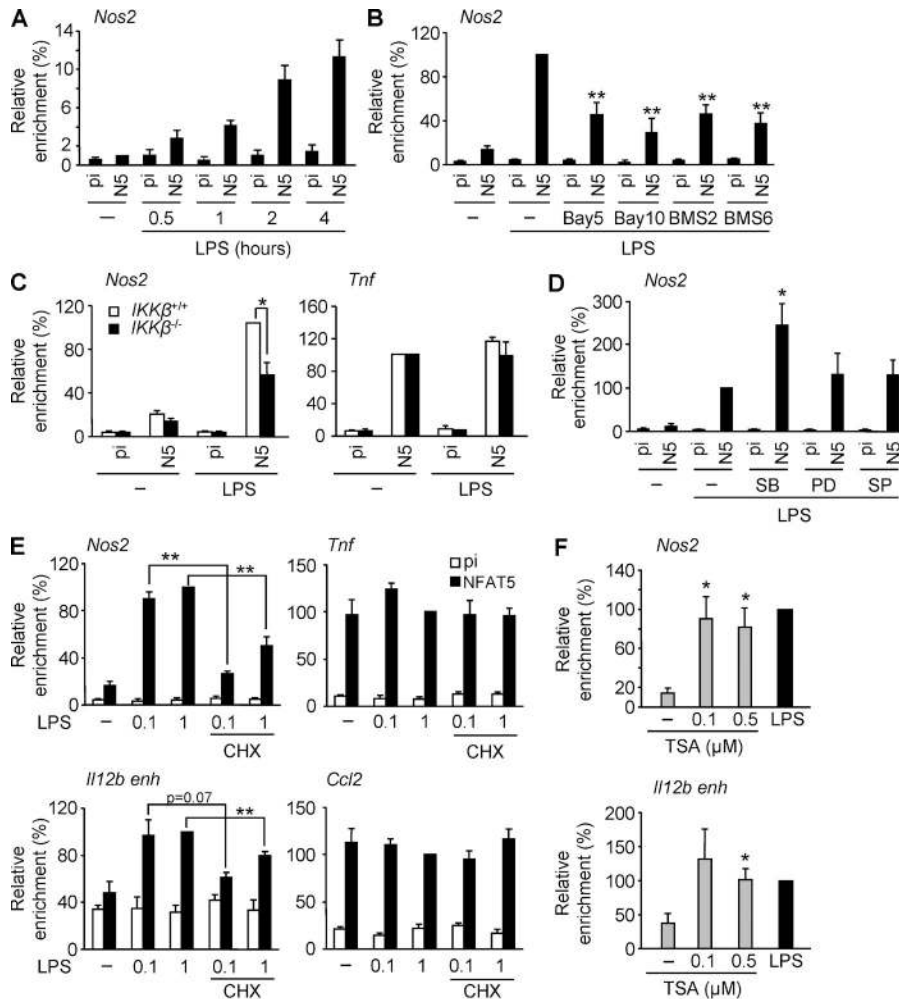 A
Nos2
Relative enrichment (%)
14
12
8
4
2
0
pi N5 pi N5 pi N5 pi N5 pi N5
– 0.5 1 2 4
LPS (hours)
B
Nos2
Relative enrichment (%)
120
80
40
0
** ** ** **
pi N5 pi N5 pi N5 pi N5 pi N5 pi N5
– – Bay5 Bay10 BMS2 BMS6
LPS
C
Nos2
IKKβ+/+
IKKβ-/-
Relative enrichment (%)
120
80
40
0
*
pi N5 pi N5
– LPS
Tnf
160
120
80
40
0
pi N5 pi N5
– LPS
D
Nos2
Relative enrichment (%)
300
200
100
0
*
pi N5 pi N5 pi N5 pi N5 pi N5
– – SB PD SP
LPS
E
Nos2
Relative enrichment (%)
120
80
40
0
** **
LPS – 0.1 1 0.1 1
CHX
Tnf
pi
NFAT5
150
100
50
0
– 0.1 1 0.1 1
CHX
Il12b enh
Relative enrichment (%)
120
80
40
0
p=0.07
**
LPS – 0.1 1 0.1 1
CHX
Ccl2
150
100
50
0
– 0.1 1 0.1 1
CHX
F
Nos2
Relative enrichment (%)
140
100
60
20
0
* *
– 0.1 0.5 LPS
TSA (µM)
Il12b enh
Relative enrichment (%)
200
150
100
50
0
*
– 0.1 0.5 LPS
TSA (µM)